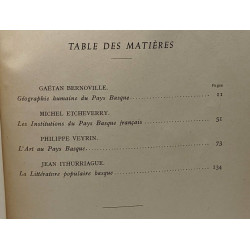 TABLE DES MATIÈRES
Pages
GAËTAN BERNOVILLE.
Géographie humaine du Pays Basque 11
MICHEL ETCHEVERRY.
Les Institutions du Pays Basque français 31
PHILIPPE VEYRIN.
L'Art au Pays Basque 73
JEAN ITHURRIAGUE.
La Littérature populaire basque 134